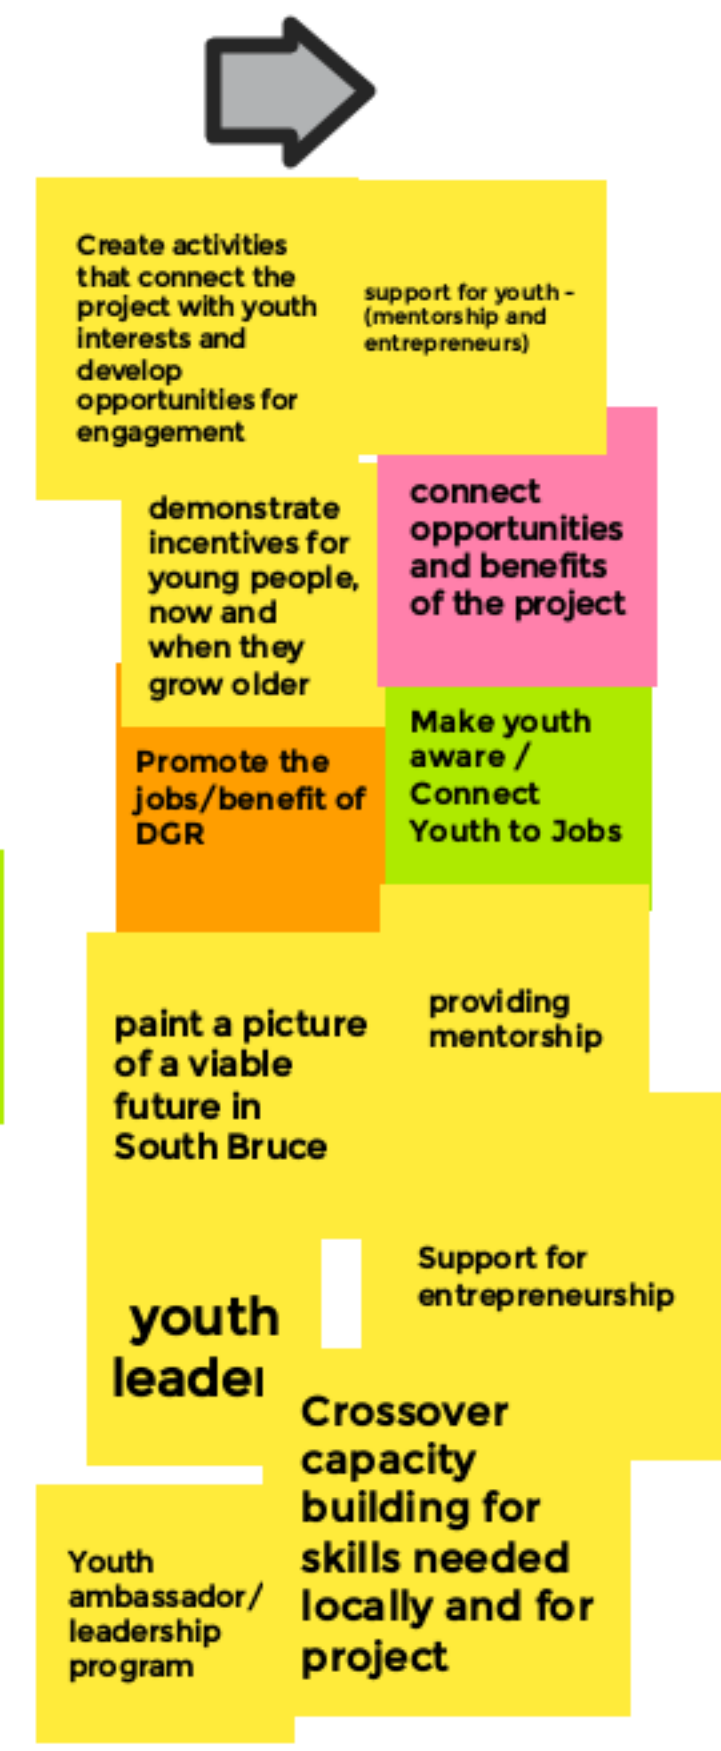 Create activities
that connect the
project with youth
interests and
develop
opportunities for
engagement
support for youth -
(mentorship and
entrepreneurs)
demonstrate
incentives for
young people,
now and
when they
grow older
connect
opportunities
and benefits
of the project
Promote the
jobs/benefit of
DGR
Make youth
aware /
Connect
Youth to Jobs
paint a picture
of a viable
future in
South Bruce
providing
mentorship
Support for
entrepreneurship
youth
Crossover
capacity
building for
skills needed
locally and for
project
Youth
ambassador/
leadership
program